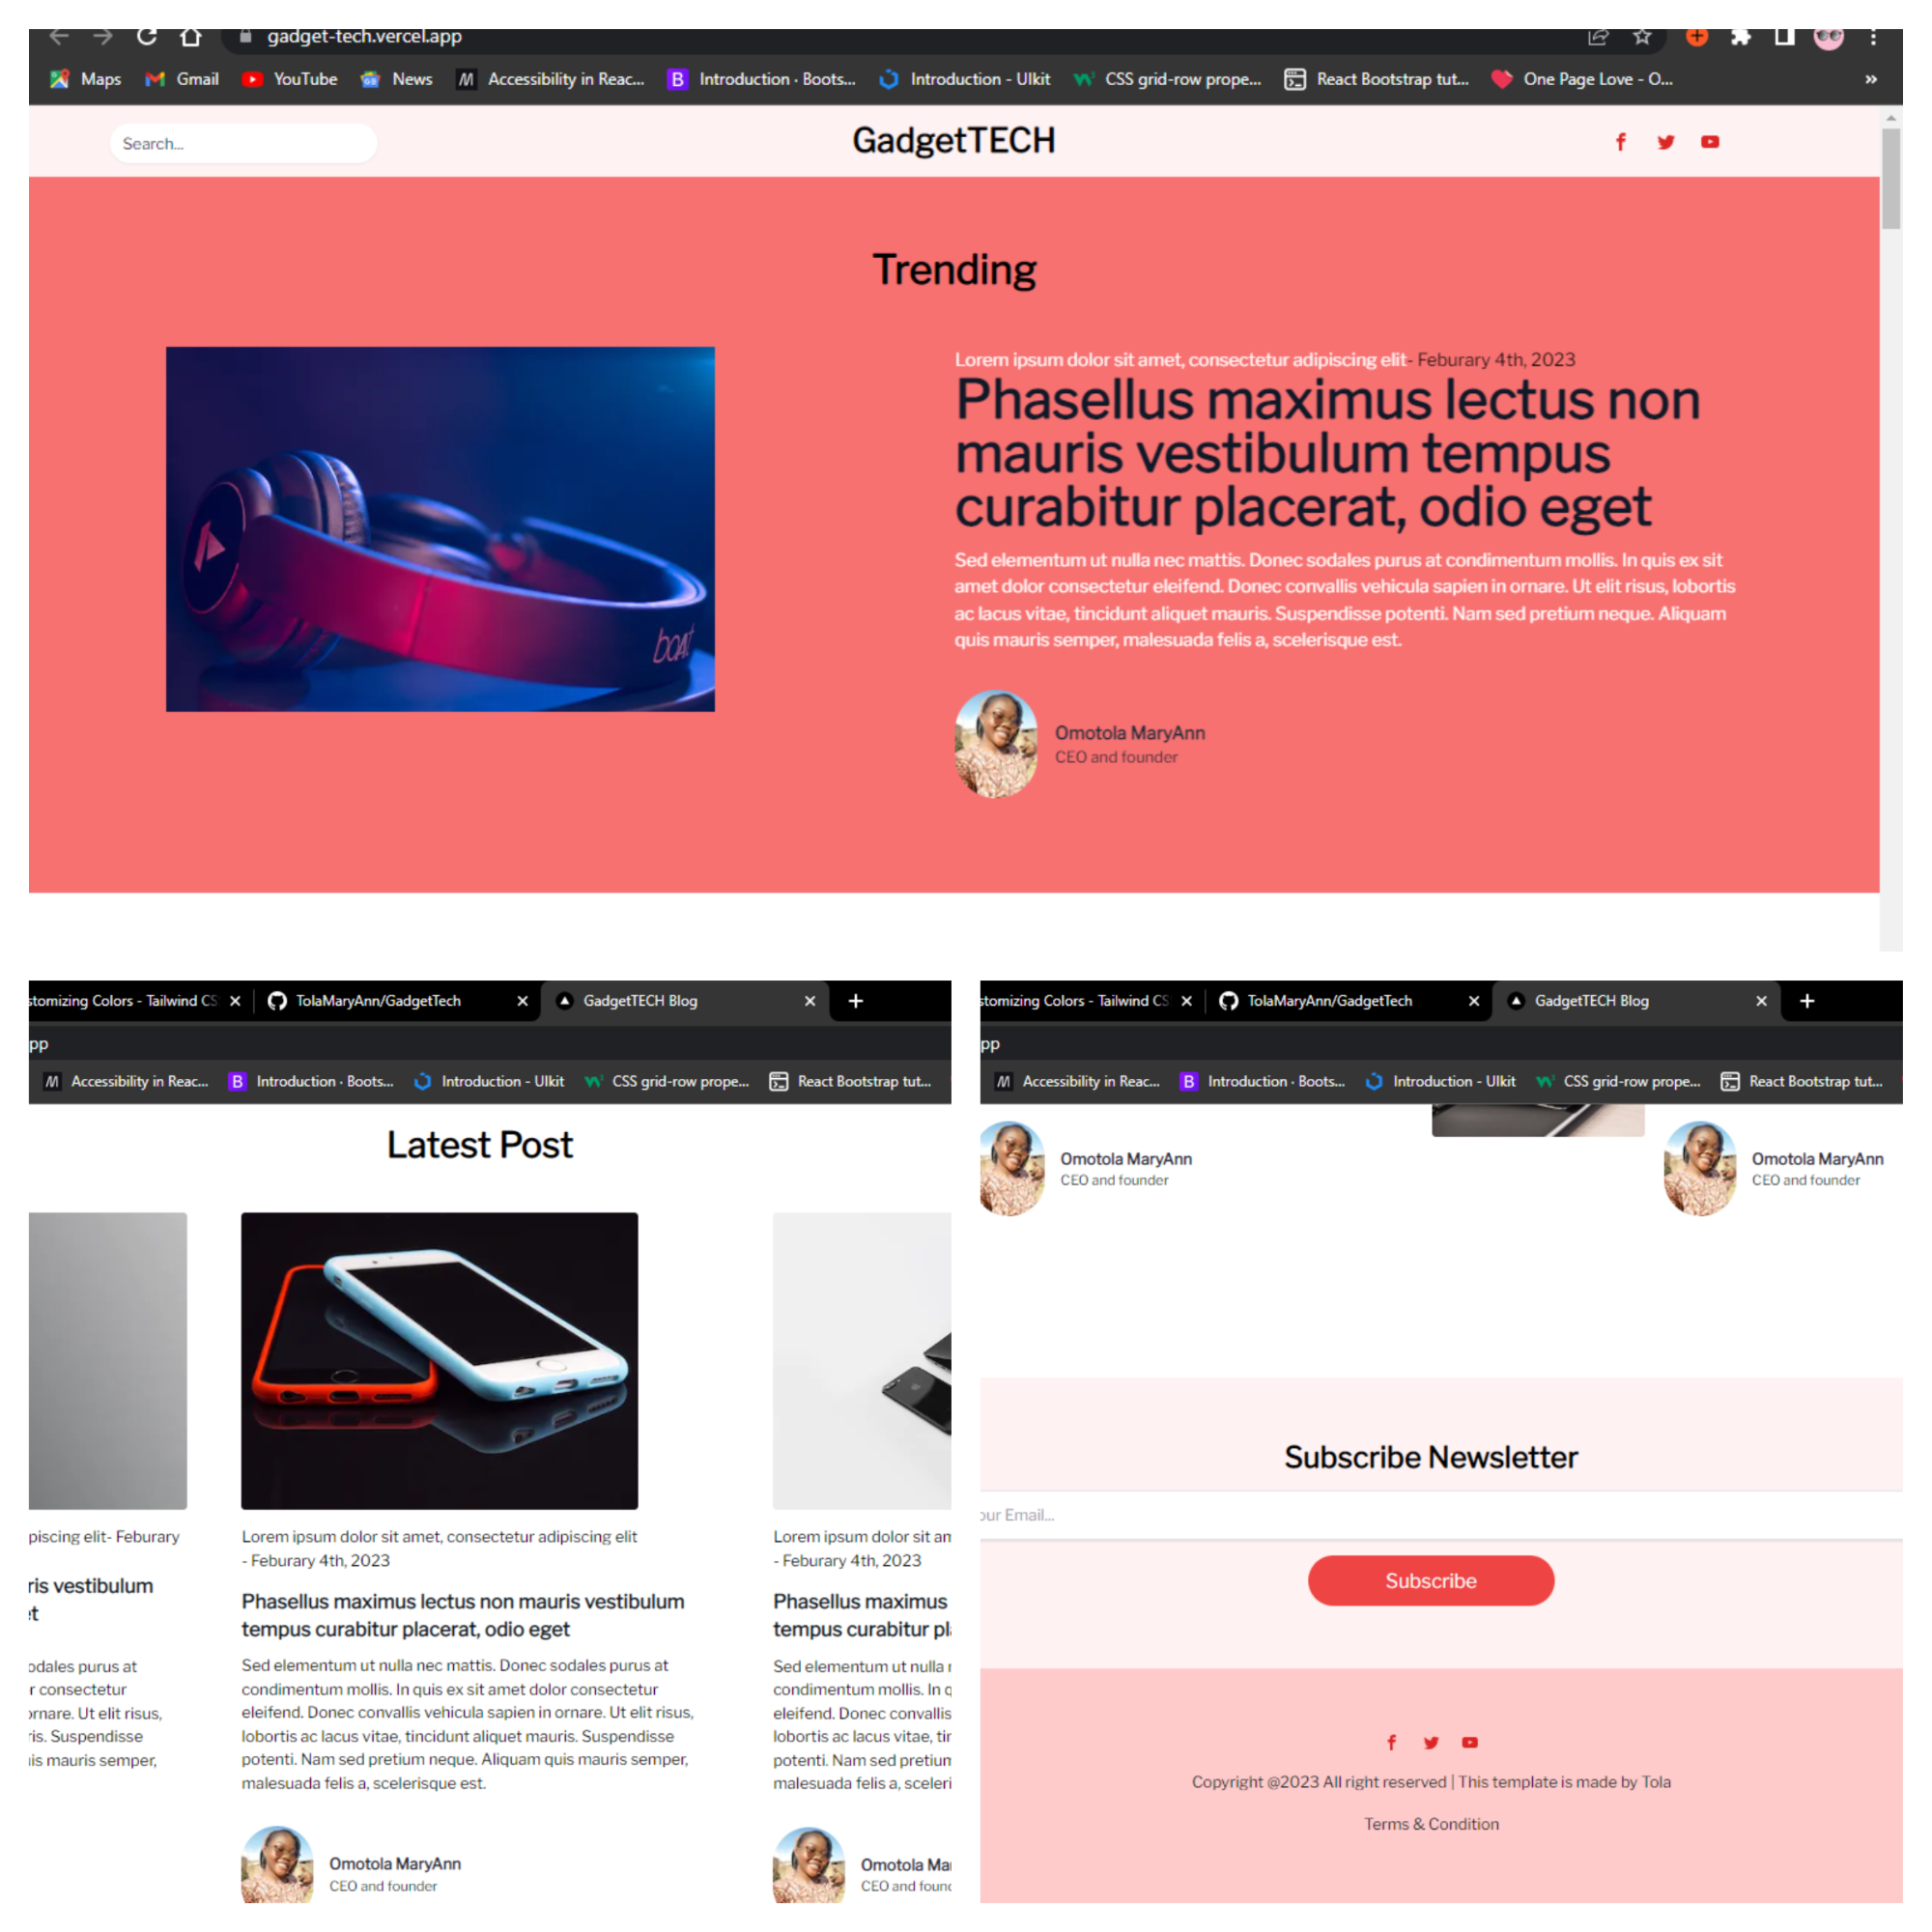 gadget-tech.vercel.app
Maps Gmail YouTube News Accessibility in Reac... Introduction · Boots... Introduction - UIkit CSS grid-row prope... React Bootstrap tut... One Page Love - O... »
Search...
GadgetTECH
Trending
Lorem ipsum dolor sit amet, consectetur adipiscing elit- Feburary 4th, 2023
Phasellus maximus lectus non
mauris vestibulum tempus
curabitur placerat, odio eget
Sed elementum ut nulla nec mattis. Donec sodales purus at condimentum mollis. In quis ex sit
amet dolor consectetur eleifend. Donec convallis vehicula sapien in ornare. Ut elit risus, lobortis
ac lacus vitae, tincidunt aliquet mauris. Suspendisse potenti. Nam sed pretium neque. Aliquam
quis mauris semper, malesuada felis a, scelerisque est.
boAt
Omotola MaryAnn
CEO and founder
stomizing Colors - Tailwind CS TolaMaryAnn/GadgetTech GadgetTECH Blog
pp
Accessibility in Reac... Introduction · Boots... Introduction - UIkit CSS grid-row prope... React Bootstrap tut...
Latest Post
piscing elit- Feburary
ris vestibulum
et
odales purus at
r consectetur
ornare. Ut elit risus,
ris. Suspendisse
uis mauris semper,
Lorem ipsum dolor sit amet, consectetur adipiscing elit
- Feburary 4th, 2023
Phasellus maximus lectus non mauris vestibulum
tempus curabitur placerat, odio eget
Sed elementum ut nulla nec mattis. Donec sodales purus at
condimentum mollis. In quis ex sit amet dolor consectetur
eleifend. Donec convallis vehicula sapien in ornare. Ut elit risus,
lobortis ac lacus vitae, tincidunt aliquet mauris. Suspendisse
potenti. Nam sed pretium neque. Aliquam quis mauris semper,
malesuada felis a, scelerisque est.
Omotola MaryAnn
CEO and founder
Lorem ipsum dolor sit am
- Feburary 4th, 2023
Phasellus maximus
tempus curabitur pla
Sed elementum ut nulla n
condimentum mollis. In q
eleifend. Donec convallis
lobortis ac lacus vitae, tin
potenti. Nam sed pretium
malesuada felis a, sceleri
Omotola Ma
CEO and found
stomizing Colors - Tailwind CS TolaMaryAnn/GadgetTech GadgetTECH Blog
pp
Accessibility in Reac... Introduction · Boots... Introduction - UIkit CSS grid-row prope... React Bootstrap tut...
Omotola MaryAnn
CEO and founder
Omotola MaryAnn
CEO and founder
Subscribe Newsletter
our Email...
Subscribe
Copyright @2023 All right reserved | This template is made by Tola
Terms & Condition